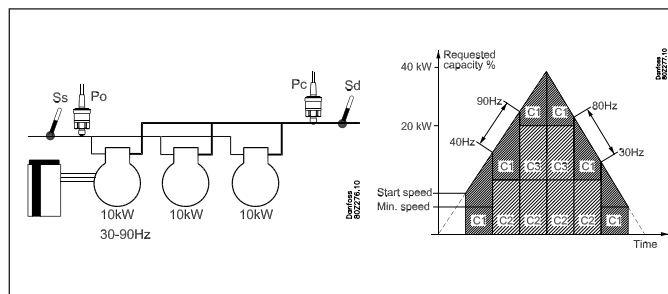 Ss
Po
Pc
Sd
10kW
10kW
10kW
30-90Hz
Danfoss
80Z276.10
Requested
capacity %
40 kW
20 kW
Start speed
Min. speed
90Hz
40Hz
80Hz
30Hz
C1
C1
C1
C3
C3
C1
C1
C2
C2
C2
C2
C1
Time
Danfoss
80Z277.10